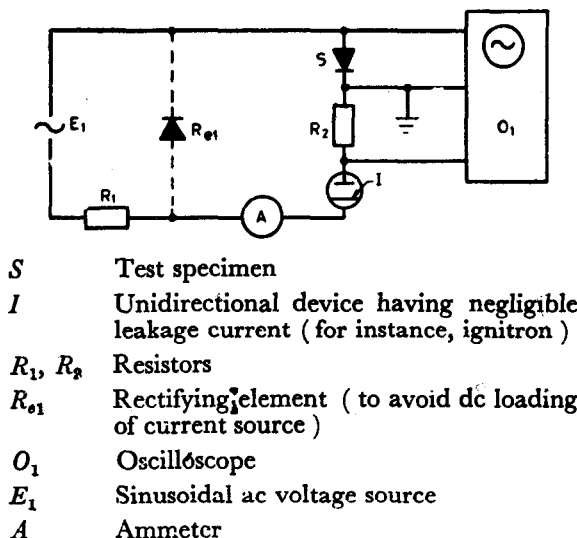 S
E1
Re1
R2
O1
I
R1
A
S Test specimen
I Unidirectional device having negligible
leakage current ( for instance, ignitron )
R1, R2 Resistors
Re1 Rectifying element ( to avoid dc loading
of current source )
O1 Oscilloscope
E1 Sinusoidal ac voltage source
A Ammeter